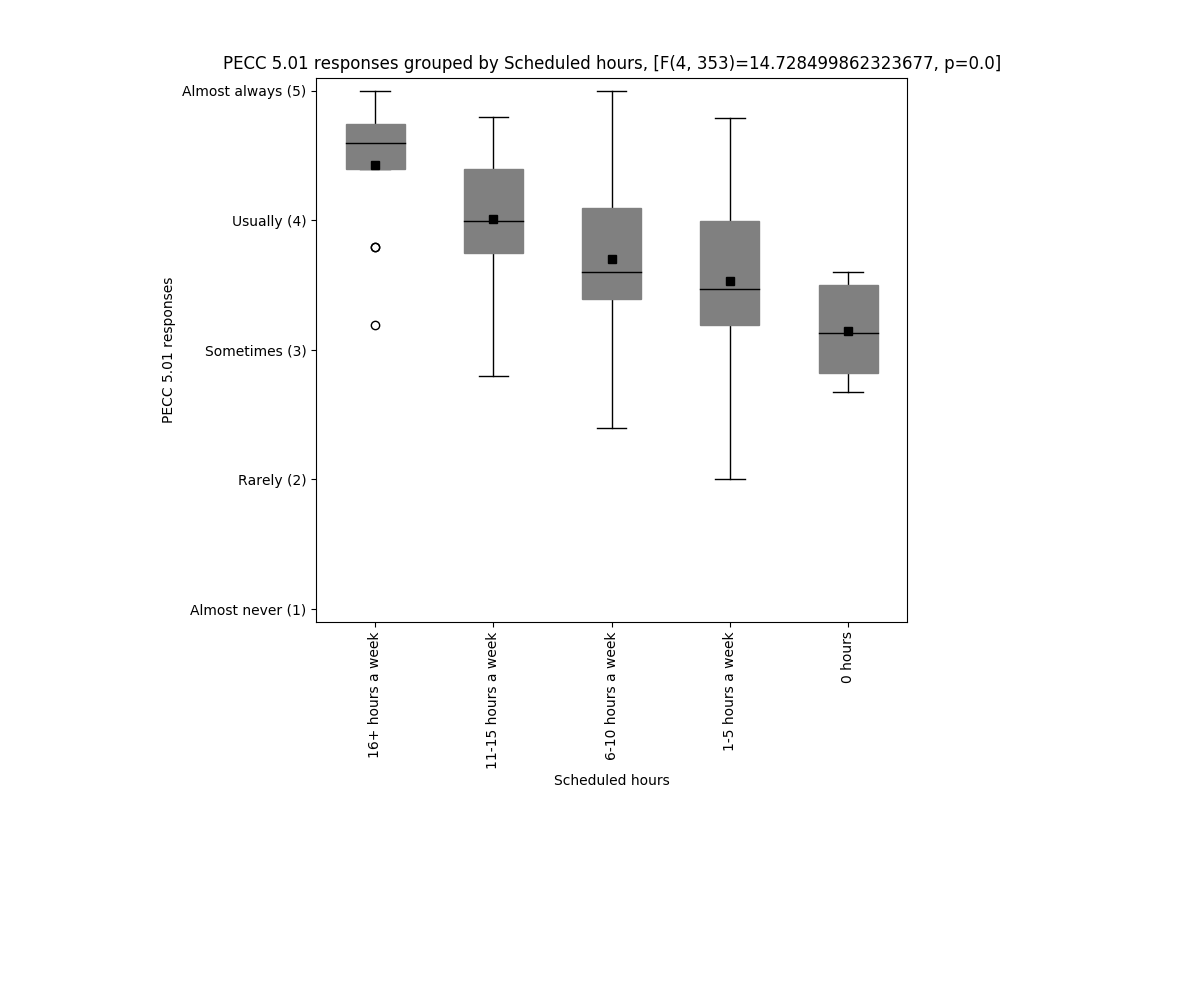 PECC 5.01 responses grouped by Scheduled hours, [F(4, 353)=14.728499862323677, p=0.0]
Almost always (5)
Usually (4)
Sometimes (3)
Rarely (2)
Almost never (1)
PECC 5.01 responses
16+ hours a week
11-15 hours a week
6-10 hours a week
1-5 hours a week
0 hours
Scheduled hours